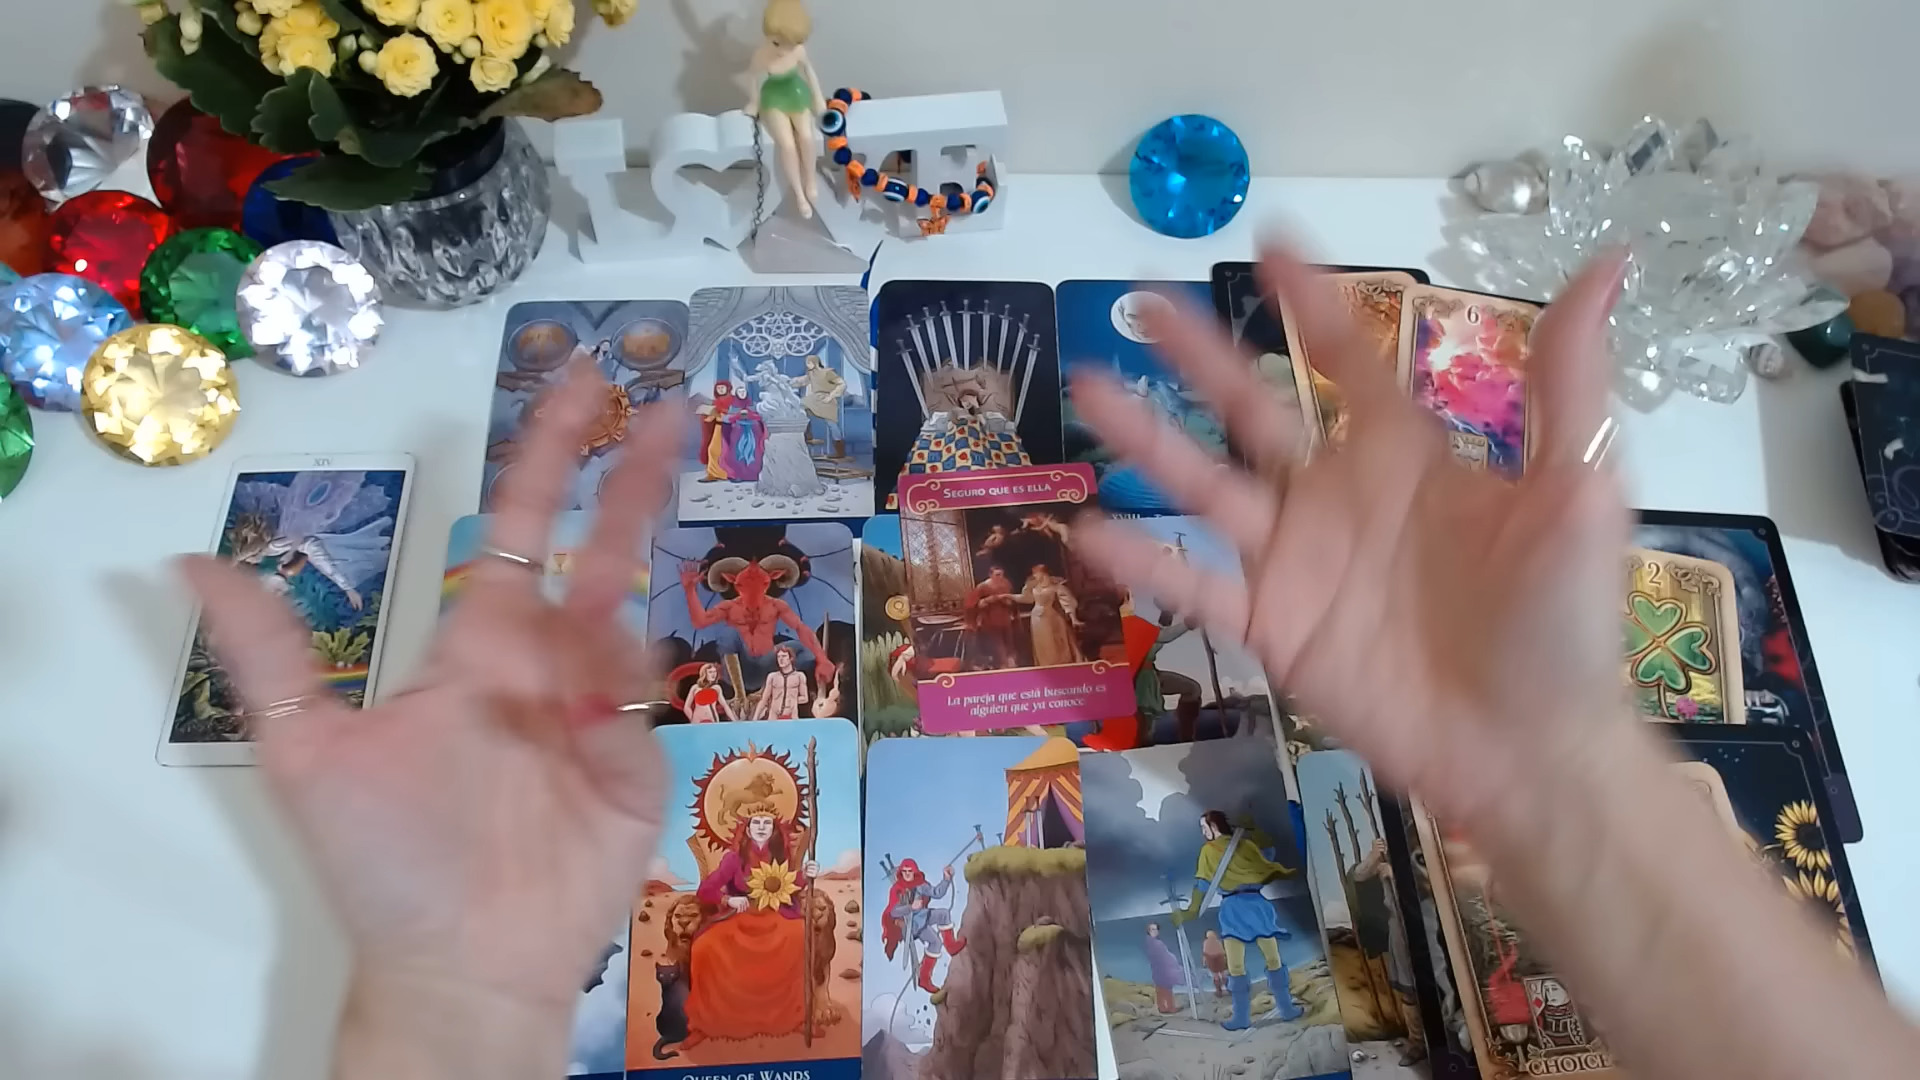 XIV
6
SEGURO QUE ES ELLA
XVIII
La pareja que está buscando es
alguien que ya conoce
2
QUEEN OF WANDS
CHOICE